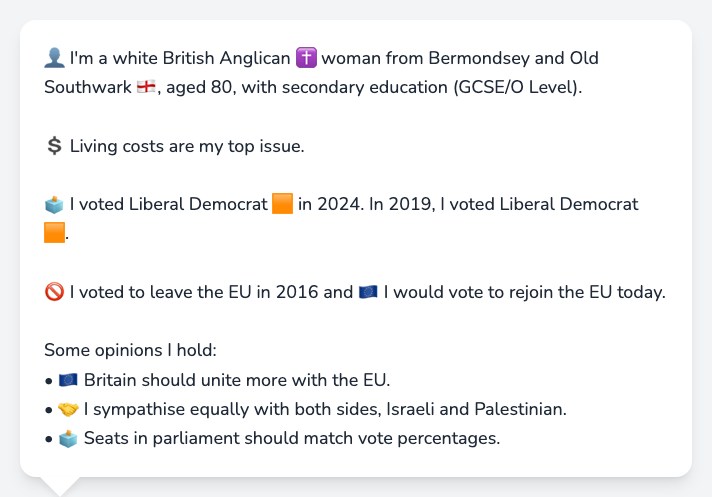 👤 I'm a white British Anglican ✝️ woman from Bermondsey and Old
Southwark 🏴󠁧󠁢󠁥󠁮󠁧󠁿, aged 80, with secondary education (GCSE/O Level).
💲 Living costs are my top issue.
🗳️ I voted Liberal Democrat 🟧 in 2024. In 2019, I voted Liberal Democrat
🟧.
🚫 I voted to leave the EU in 2016 and 🇪🇺 I would vote to rejoin the EU today.
Some opinions I hold:
• 🇪🇺 Britain should unite more with the EU.
• 🤝 I sympathise equally with both sides, Israeli and Palestinian.
• 🗳️ Seats in parliament should match vote percentages.